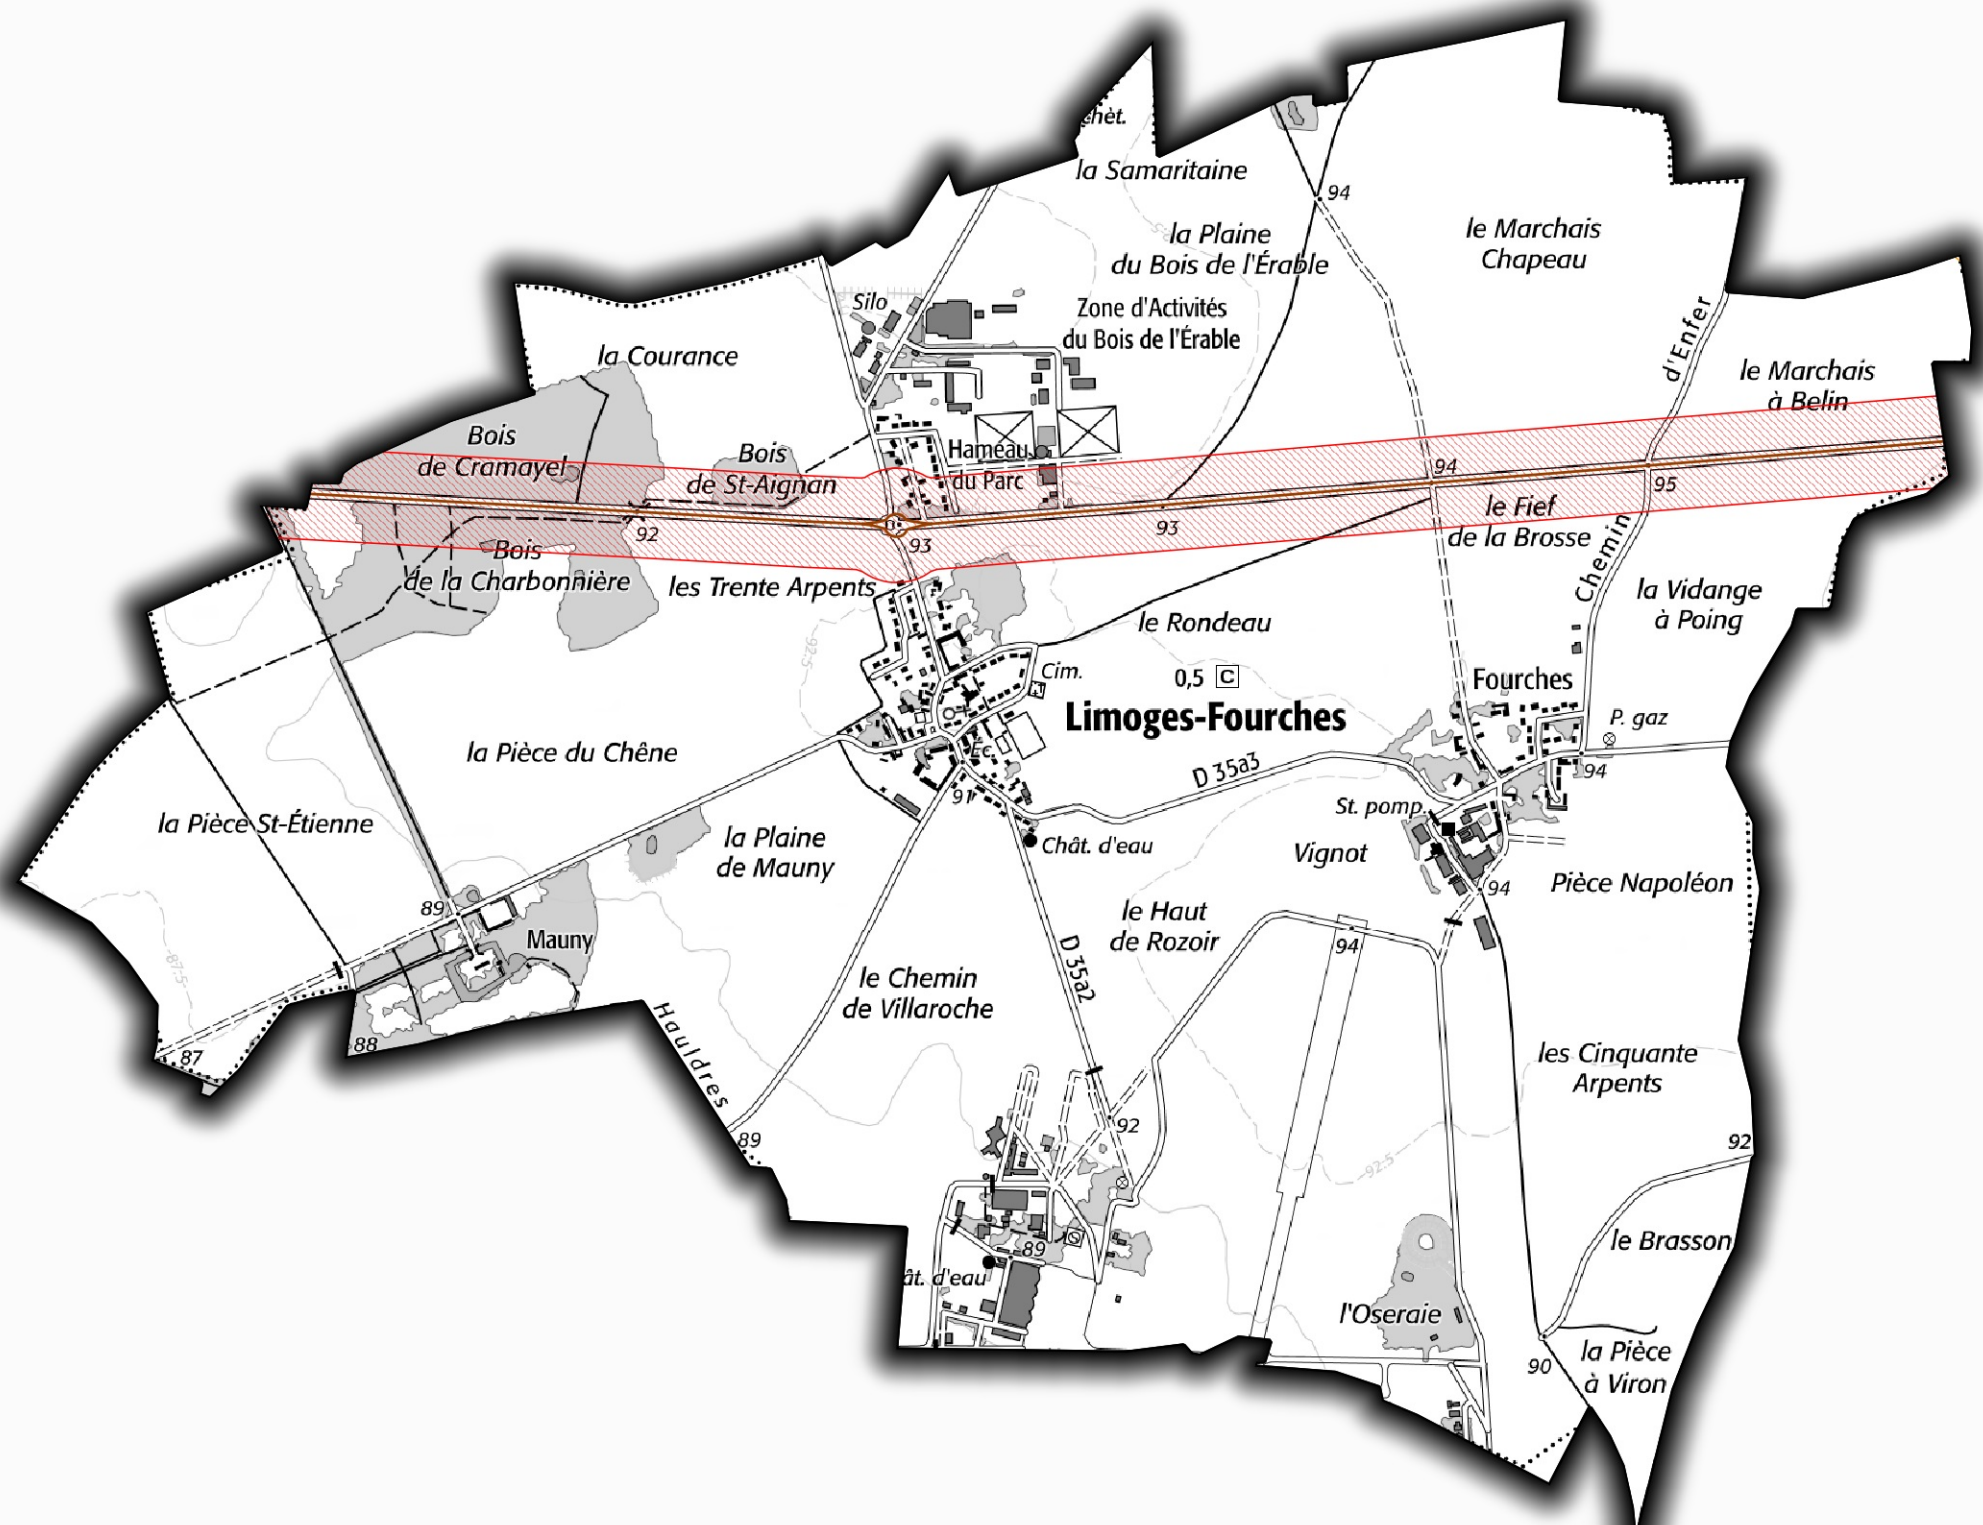 chèt.
la Samaritaine
94
la Plaine
du Bois de l'Érable
le Marchais
Chapeau
Silo
Zone d'Activités
du Bois de l'Érable
d'Enfer
la Courance
le Marchais
à Belin
Bois
de Cramayel
Bois
de St-Aignan
Hameau
du Parc
94
95
92
93
93
le Fief
de la Brosse
Chemin
Bois
de la Charbonnière
les Trente Arpents
la Vidange
à Poing
le Rondeau
92.5
Cim.
0,5 C
Fourches
Limoges-Fourches
P. gaz
la Pièce du Chêne
Éc.
D 35a3
94
91
St. pomp.
la Pièce St-Étienne
la Plaine
de Mauny
Chât. d'eau
Vignot
94
Pièce Napoléon
89
Mauny
le Haut
de Rozoir
94
87.5
le Chemin
de Villaroche
D 35a2
Hauldres
88
87
les Cinquante
Arpents
92
89
92
92.5
le Brasson
89
ât. d'eau
l'Oseraie
90
la Pièce
à Viron